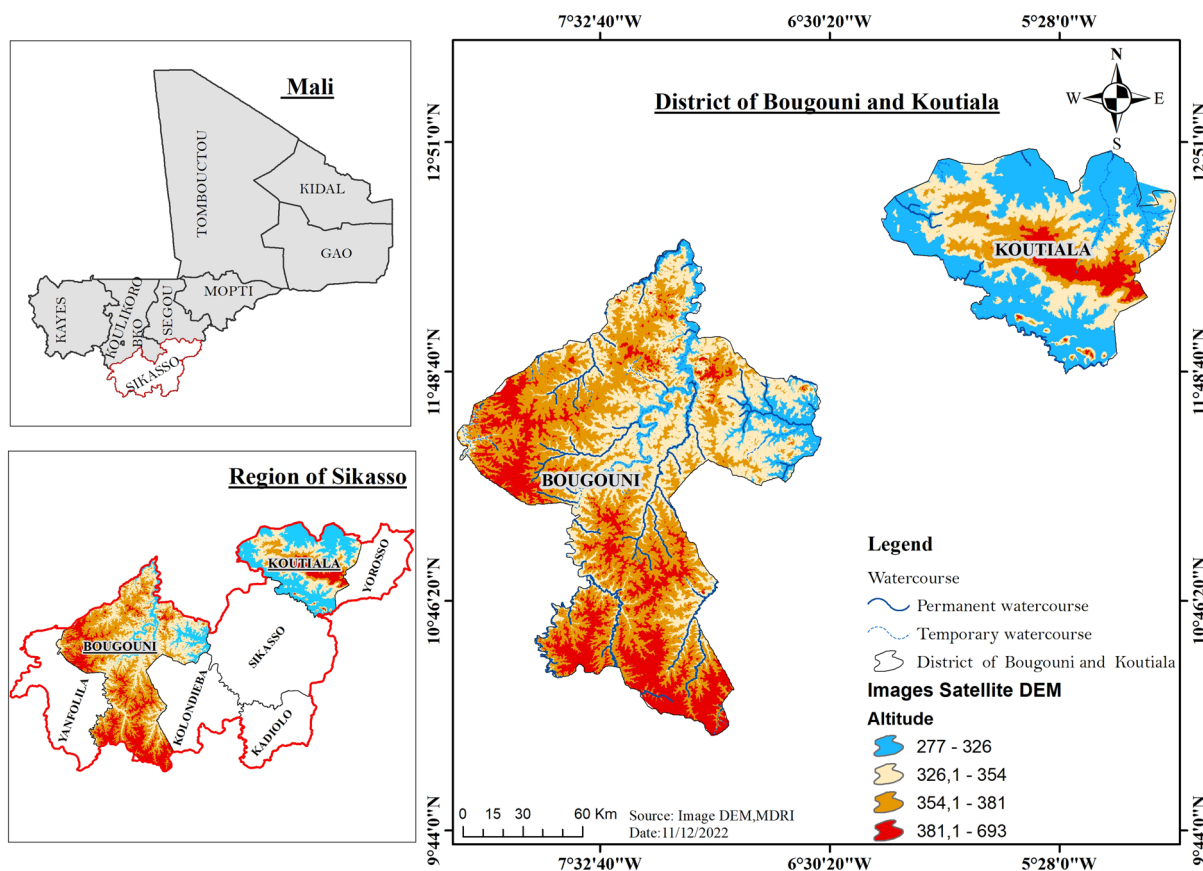 Mali
TOMBOUCTOU
KIDAL
GAO
MOPTI
SEGOU
KOULIKORO
BKO
KAYES
SIKASSO
Region of Sikasso
KOUTIALA
YOROSSO
BOUGOUNI
SIKASSO
YANFOLILA
KOLONDIEBA
KADIOLO
7°32'40"W
6°30'20"W
5°28'0"W
District of Bougouni and Koutiala
N
W
E
S
12°51'0"N
12°51'0"N
11°48'40"N
11°48'40"N
10°46'20"N
10°46'20"N
9°44'0"N
9°44'0"N
KOUTIALA
BOUGOUNI
Legend
Watercourse
Permanent watercourse
Temporary watercourse
District of Bougouni and Koutiala
Images Satellite DEM
Altitude
277 - 326
326,1 - 354
354,1 - 381
381,1 - 693
0 15 30 60 Km
Source: Image DEM,MDRI
Date:11/12/2022
7°32'40"W
6°30'20"W
5°28'0"W